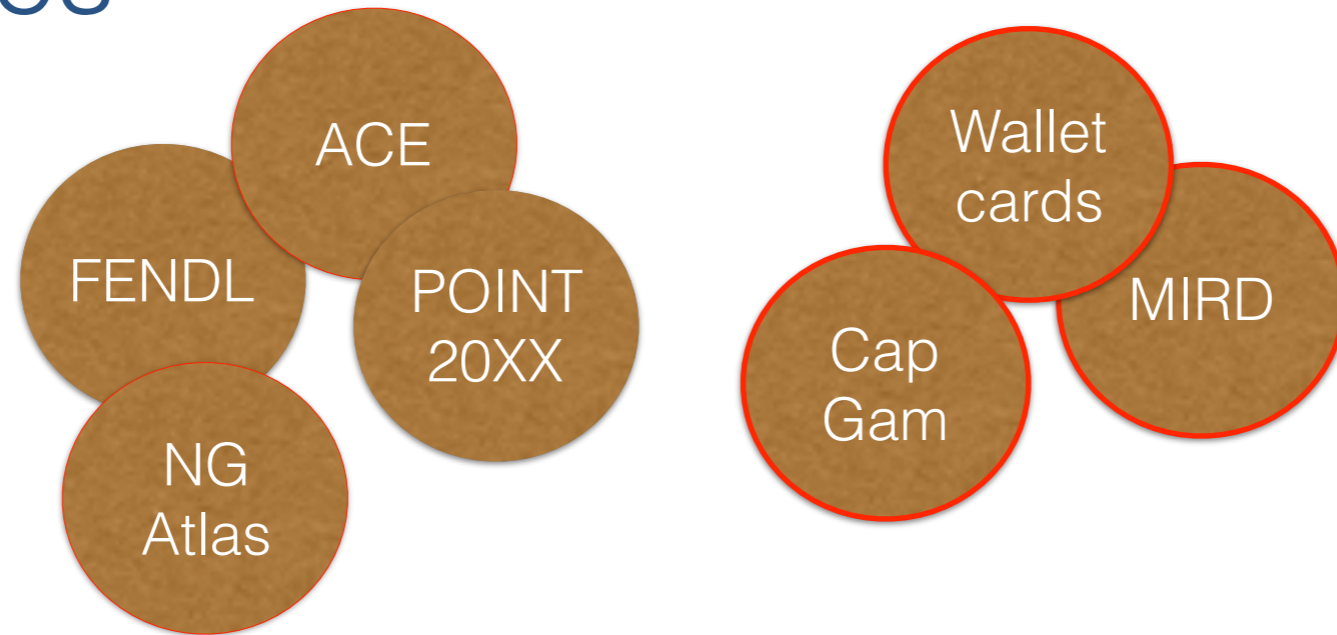 ACE
FENDL
POINT
20XX
NG
Atlas
Wallet
cards
MIRD
Cap
Gam